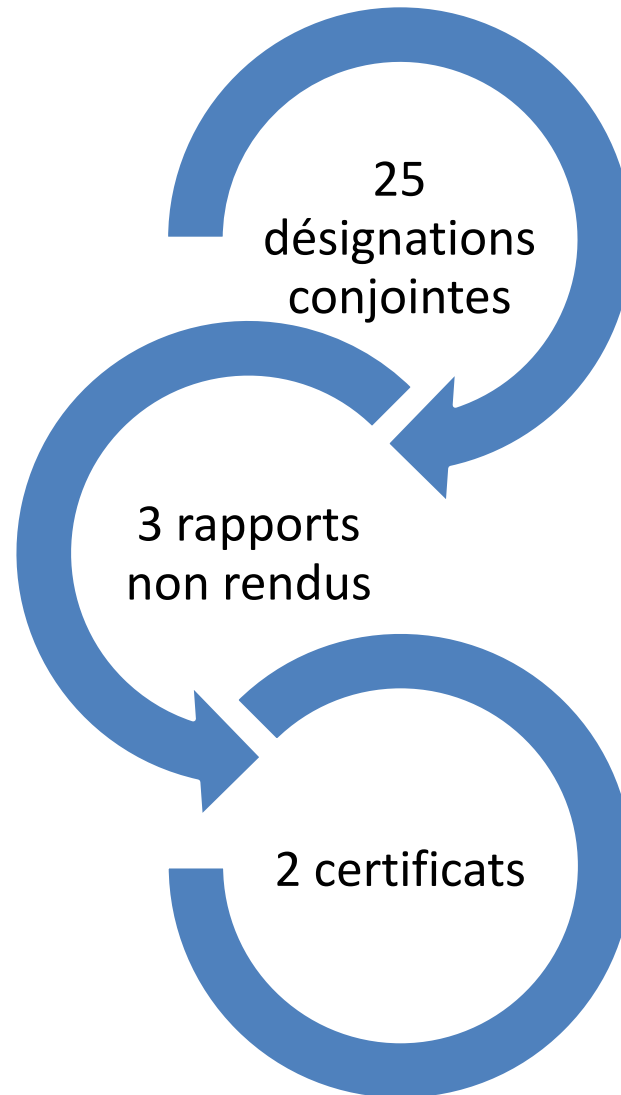 25
désignations
conjointes
3 rapports
non rendus
2 certificats